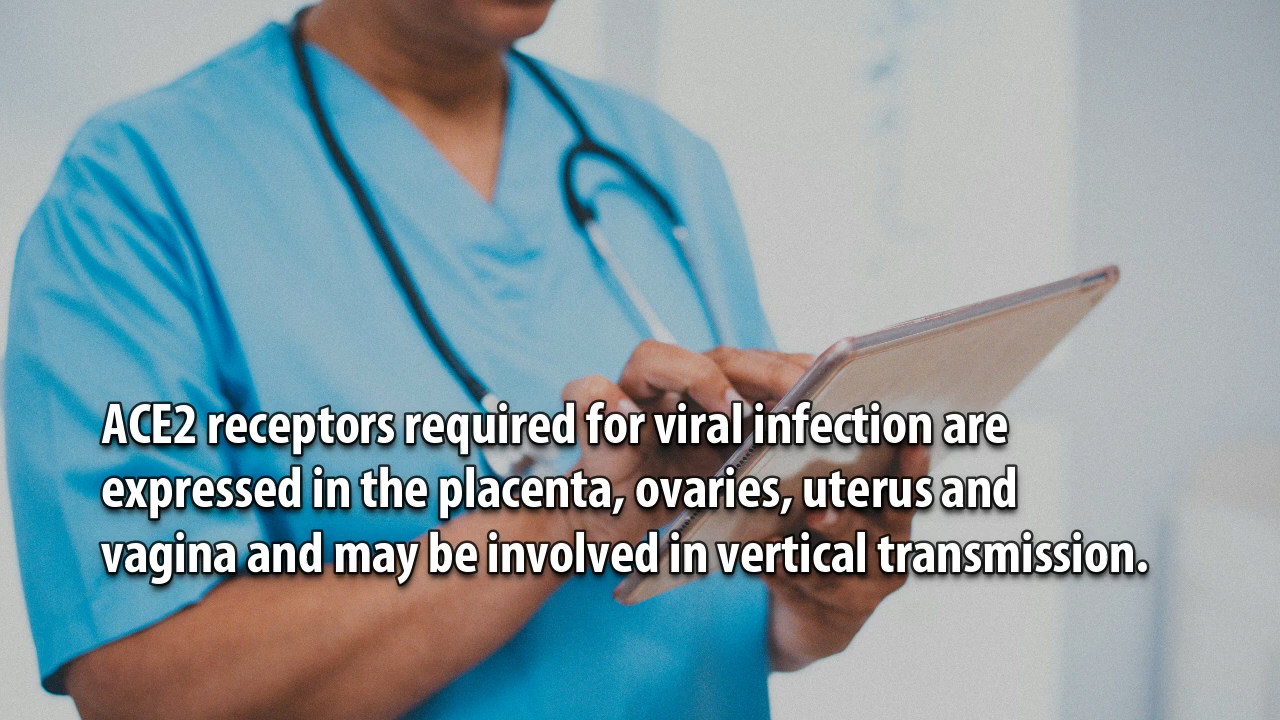 ACE2 receptors required for viral infection are
expressed in the placenta, ovaries, uterus and
vagina and may be involved in vertical transmission.